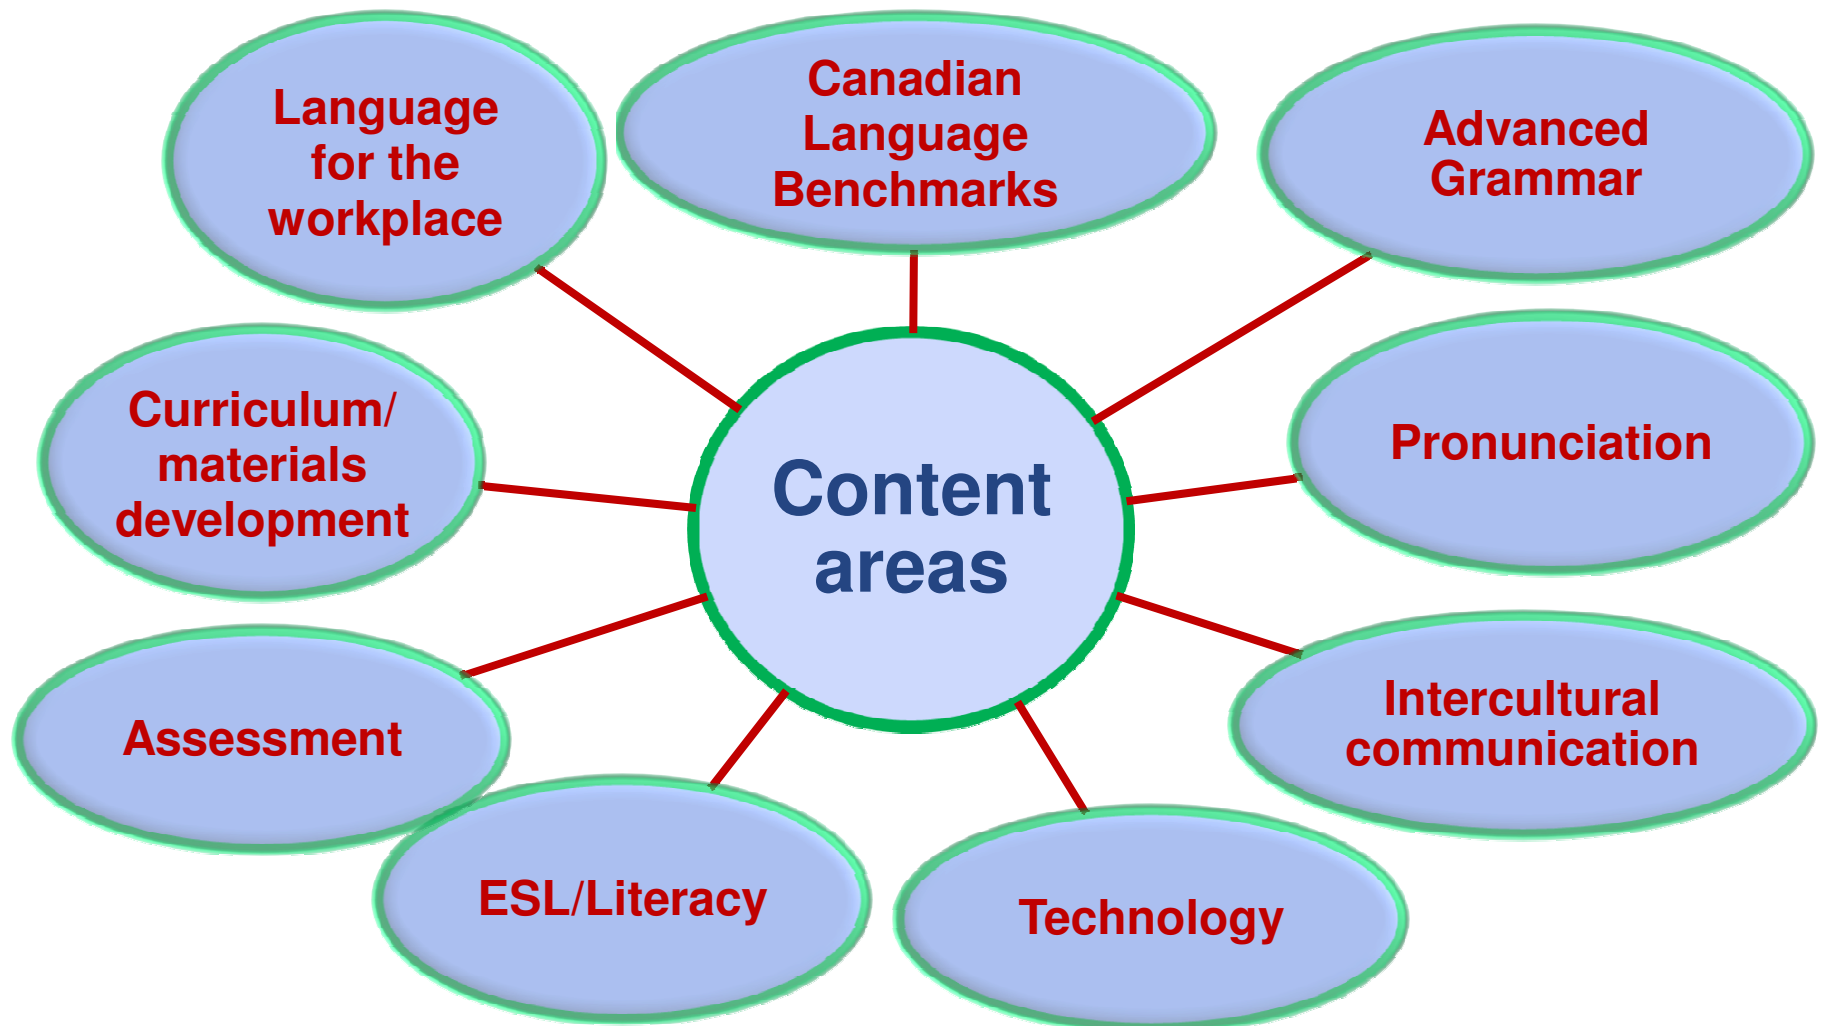 Language
for the
workplace
Canadian
Language
Benchmarks
Advanced
Grammar
Curriculum/
materials
development
Content
areas
Pronunciation
Assessment
Intercultural
communication
ESL/Literacy
Technology